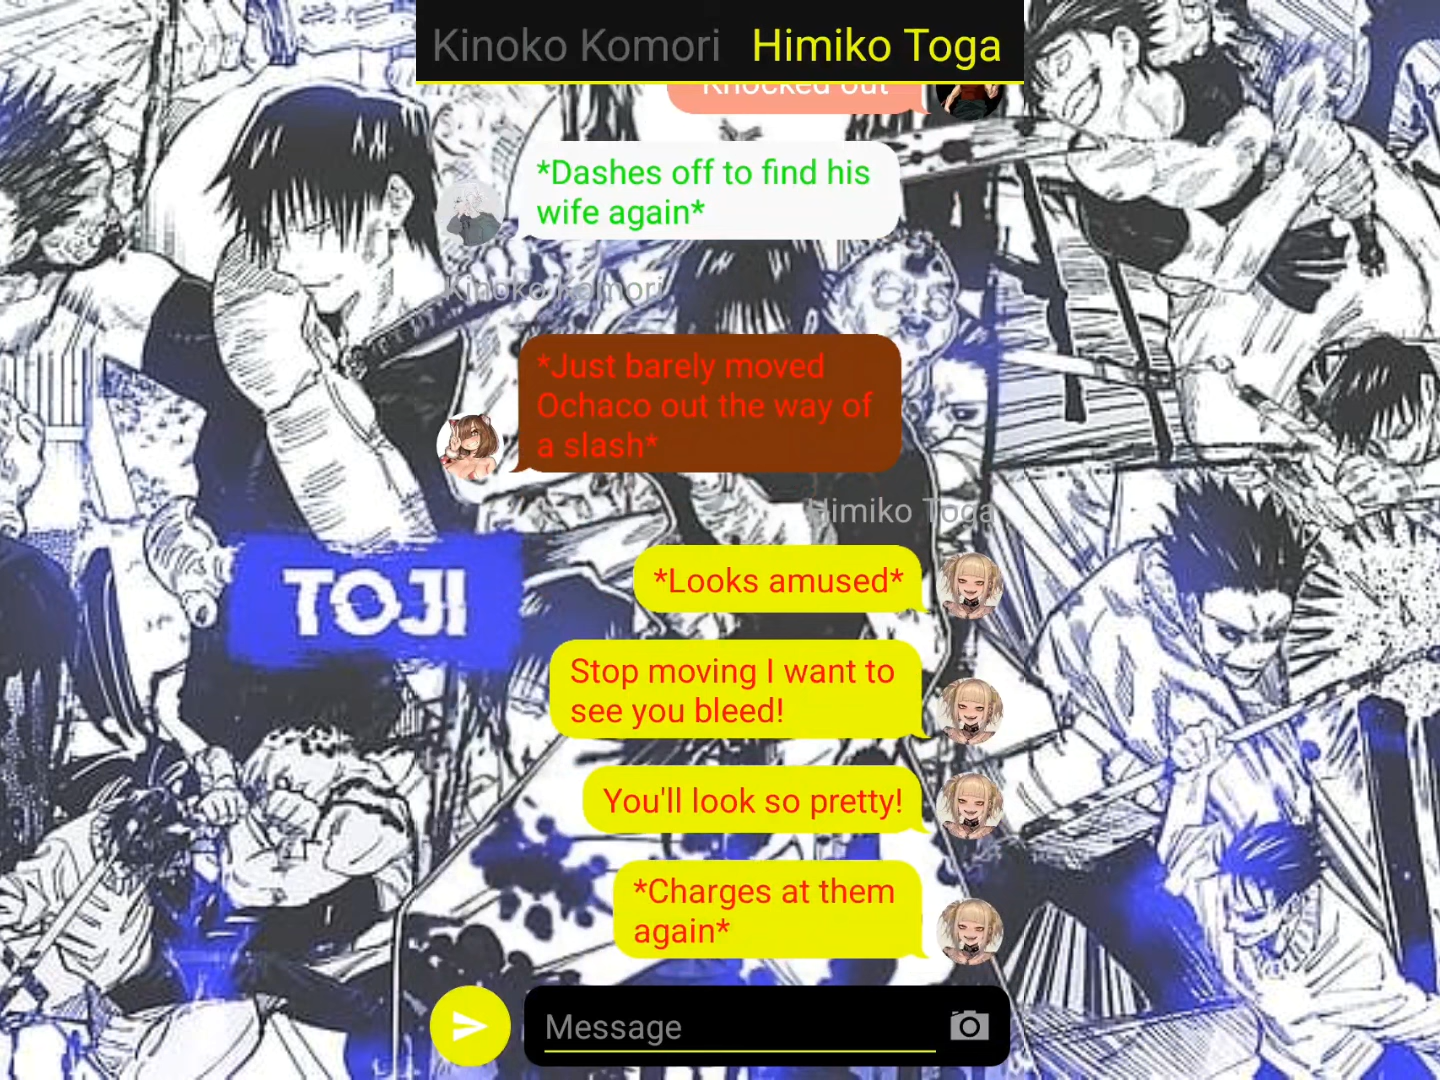 Kinoko Komori Himiko Toga
Knocked out
*Dashes off to find his
wife again*
Kinoko Komori
*Just barely moved
Ochaco out the way of
a slash*
Himiko Toga
*Looks amused*
TOJI
Stop moving I want to
see you bleed!
You'll look so pretty!
*Charges at them
again*
Message